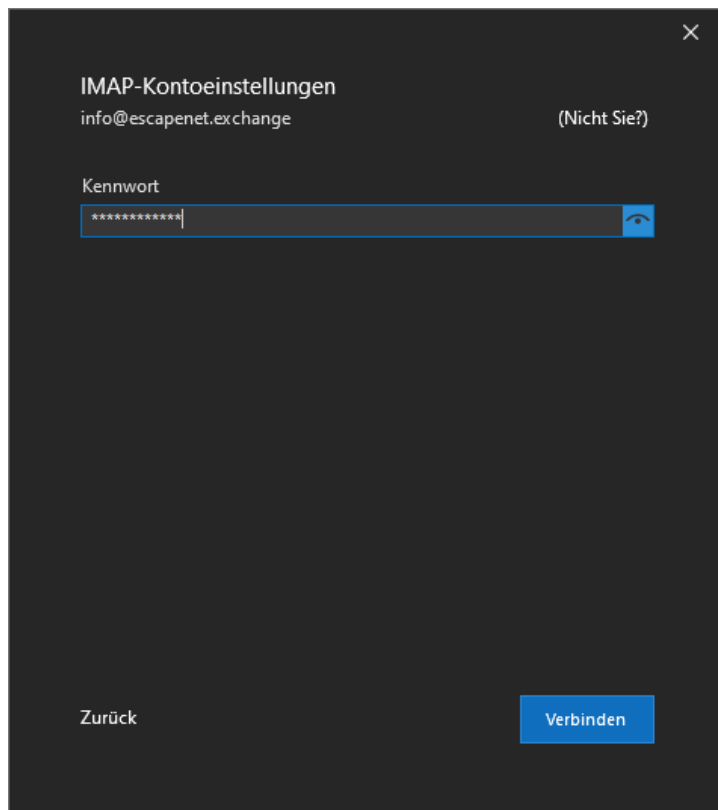 IMAP-Kontoeinstellungen
info@escapenet.exchange
(Nicht Sie?)
Kennwort
************
Zurück
Verbinden